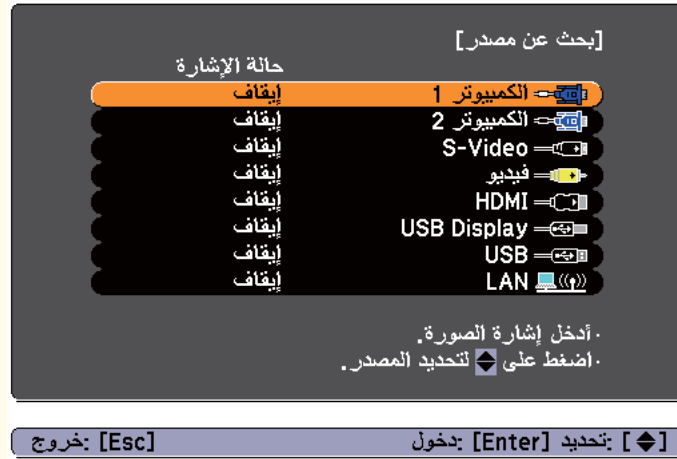 [بحث عن مصدر]
حالة الإشارة
الكمبيوتر 1 إيقاف
الكمبيوتر 2 إيقاف
S-Video إيقاف
فيديو إيقاف
HDMI إيقاف
USB Display إيقاف
USB إيقاف
LAN إيقاف
·أدخل إشارة الصورة.
·اضغط على لتحديد المصدر.
[ ] :تحديد [Enter] :دخول [Esc] :خروج